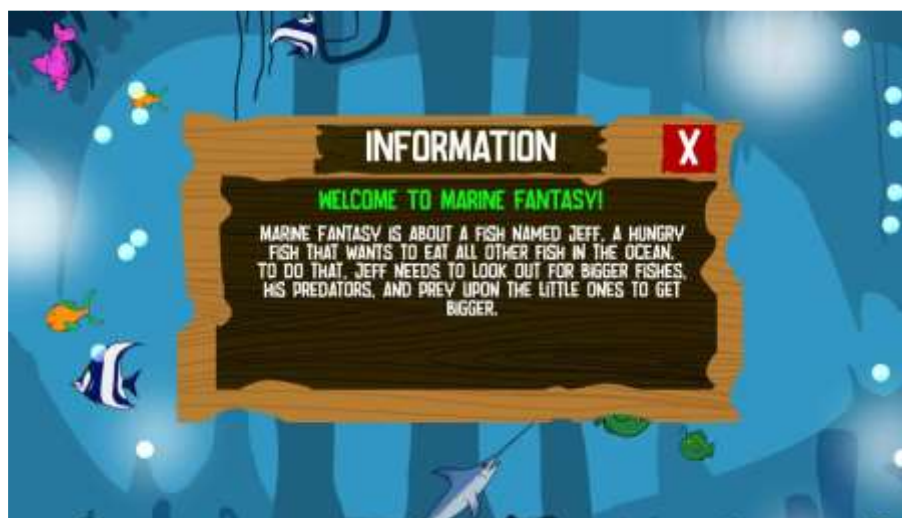 INFORMATION
X
WELCOME TO MARINE FANTASY!
MARINE FANTASY IS ABOUT A FISH NAMED JEFF, A HUNGRY
FISH THAT WANTS TO EAT ALL OTHER FISH IN THE OCEAN.
TO DO THAT, JEFF NEEDS TO LOOK OUT FOR BIGGER FISHES,
HIS PREDATORS, AND PREY UPON THE LITTLE ONES TO GET
BIGGER.